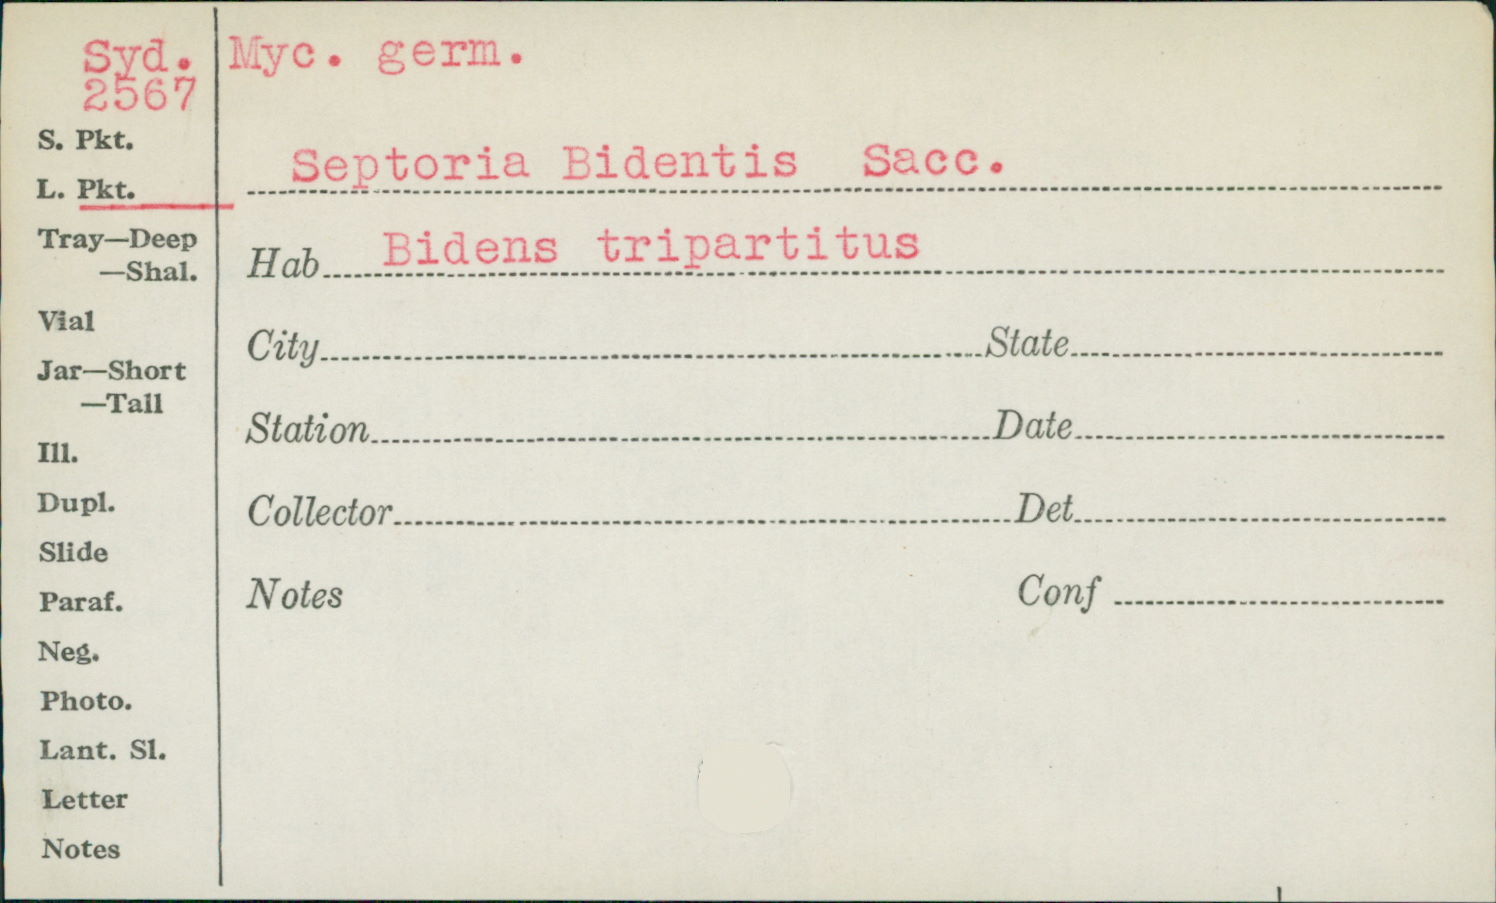 Syd. Myc. germ.
2567
S. Pkt.
Septoria Bidentis Sacc.
L. Pkt.
Tray—Deep
—Shal.
Hab Bidens tripartitus
Vial
City State
Jar—Short
—Tall
Station Date
Ill.
Dupl.
Collector Det
Slide
Paraf.
Notes Conf
Neg.
Photo.
Lant. Sl.
Letter
Notes